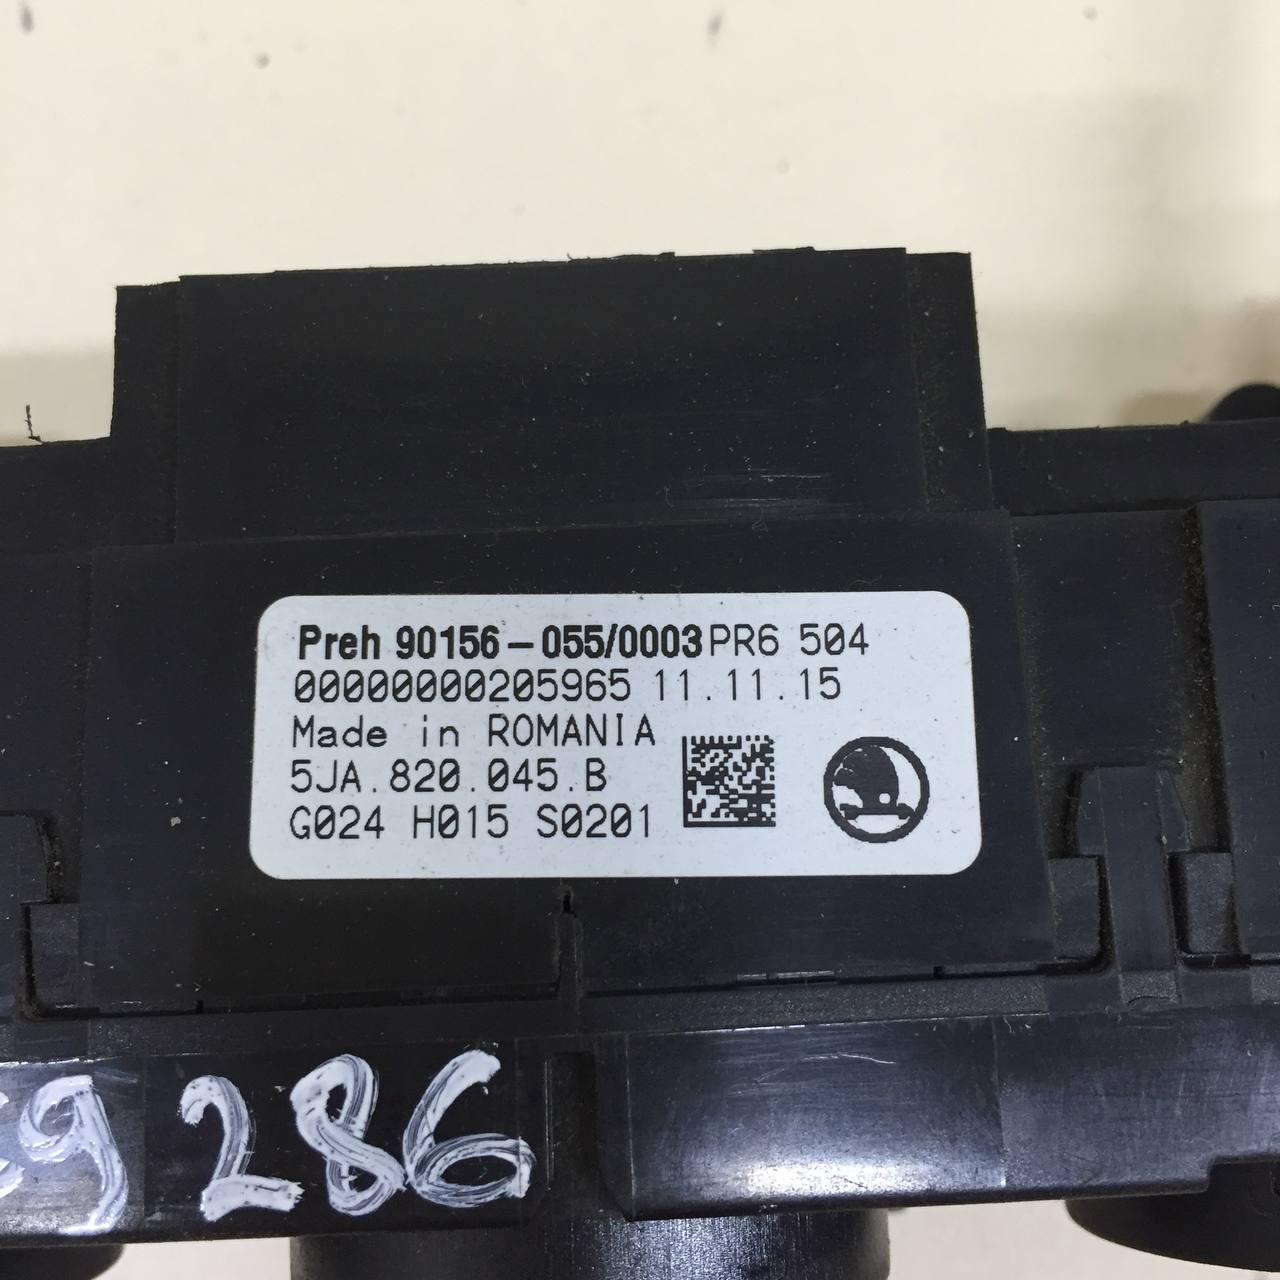 Preh 90156-055/0003 PR6 504
00000000205965 11.11.15
Made in ROMANIA
5JA.820.045.B
G024 H015 S0201
9 286